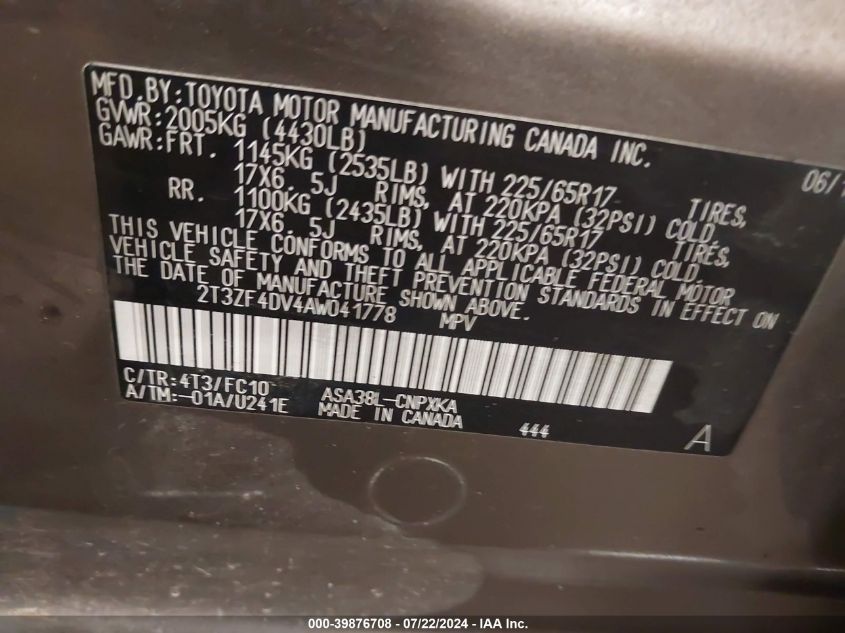 MFD. BY: TOYOTA MOTOR MANUFACTURING CANADA INC.
GVWR: 2005KG (4430LB) 06/1
GAWR: FRT. 1145KG (2535LB) WITH 225/65R17 TIRES,
17X6. 5J RIMS, AT 220KPA (32PSI) COLD
RR. 1100KG (2435LB) WITH 225/65R17 TIRES,
17X6. 5J RIMS, AT 220KPA (32PSI) COLD.
THIS VEHICLE CONFORMS TO ALL APPLICABLE FEDERAL MOTOR
VEHICLE SAFETY AND THEFT PREVENTION STANDARDS IN EFFECT ON
THE DATE OF MANUFACTURE SHOWN ABOVE.
2T3ZF4DV4AW041778 MPV
C/TR: 4T3/FC10 ASA38L-CNPXKA
A/TM: -01A/U241E MADE IN CANADA 444 A
000-39876708 - 07/22/2024 - IAA Inc.